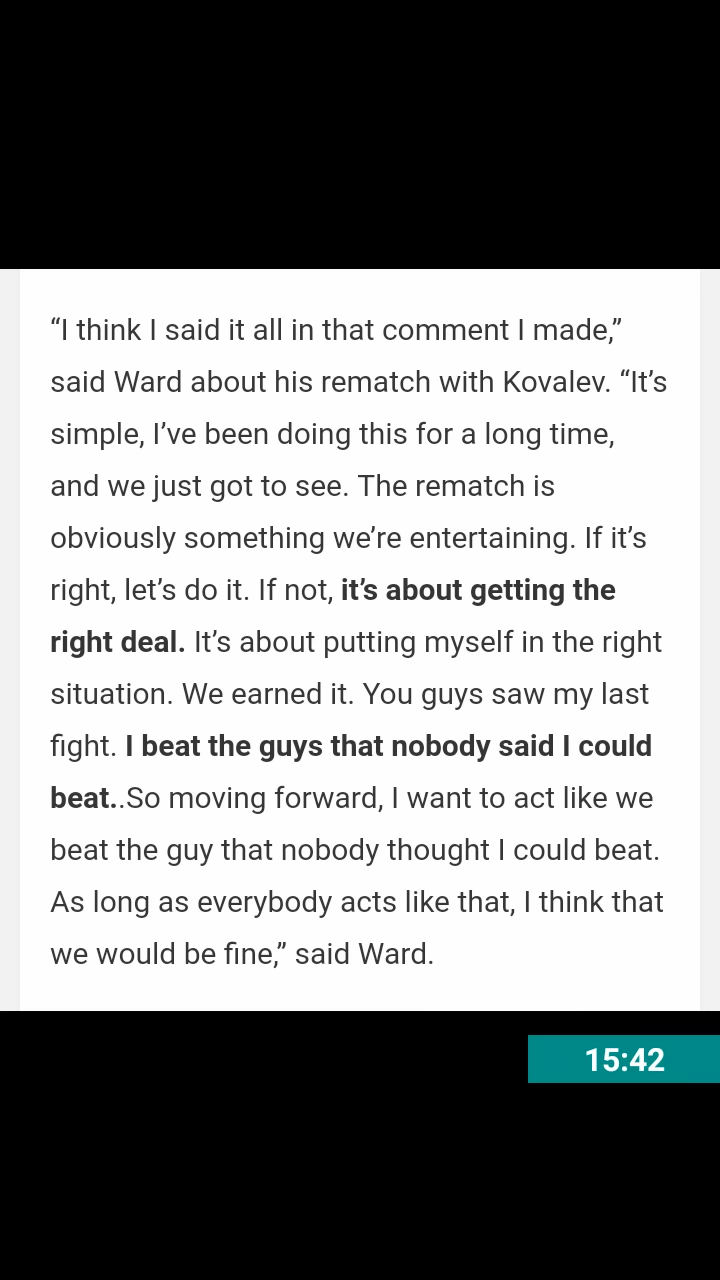 “I think I said it all in that comment I made,”
said Ward about his rematch with Kovalev. “It’s
simple, I’ve been doing this for a long time,
and we just got to see. The rematch is
obviously something we’re entertaining. If it’s
right, let’s do it. If not, it’s about getting the
right deal. It’s about putting myself in the right
situation. We earned it. You guys saw my last
fight. I beat the guys that nobody said I could
beat..So moving forward, I want to act like we
beat the guy that nobody thought I could beat.
As long as everybody acts like that, I think that
we would be fine,” said Ward.
15:42